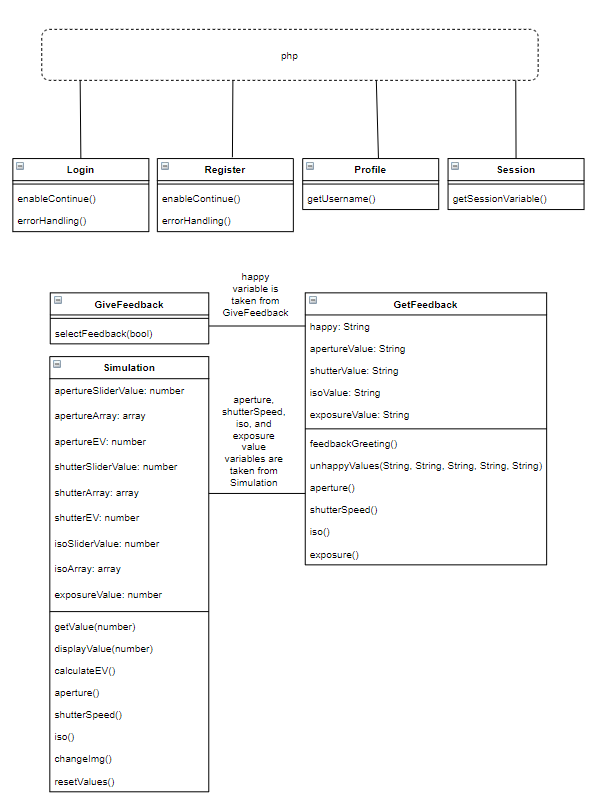 php
Login
enableContinue()
errorHandling()
Register
enableContinue()
errorHandling()
Profile
getUsername()
Session
getSessionVariable()
happy
variable is
taken from
GiveFeedback
GiveFeedback
selectFeedback(bool)
GetFeedback
happy: String
apertureValue: String
shutterValue: String
isoValue: String
exposureValue: String
feedbackGreeting()
unhappyValues(String, String, String, String, String)
aperture()
shutterSpeed()
iso()
exposure()
aperture,
shutterSpeed,
iso, and
exposure
value
variables are
taken from
Simulation
Simulation
apertureSliderValue: number
apertureArray: array
apertureEV: number
shutterSliderValue: number
shutterArray: array
shutterEV: number
isoSliderValue: number
isoArray: array
exposureValue: number
getValue(number)
displayValue(number)
calculateEV()
aperture()
shutterSpeed()
iso()
changeImg()
resetValues()